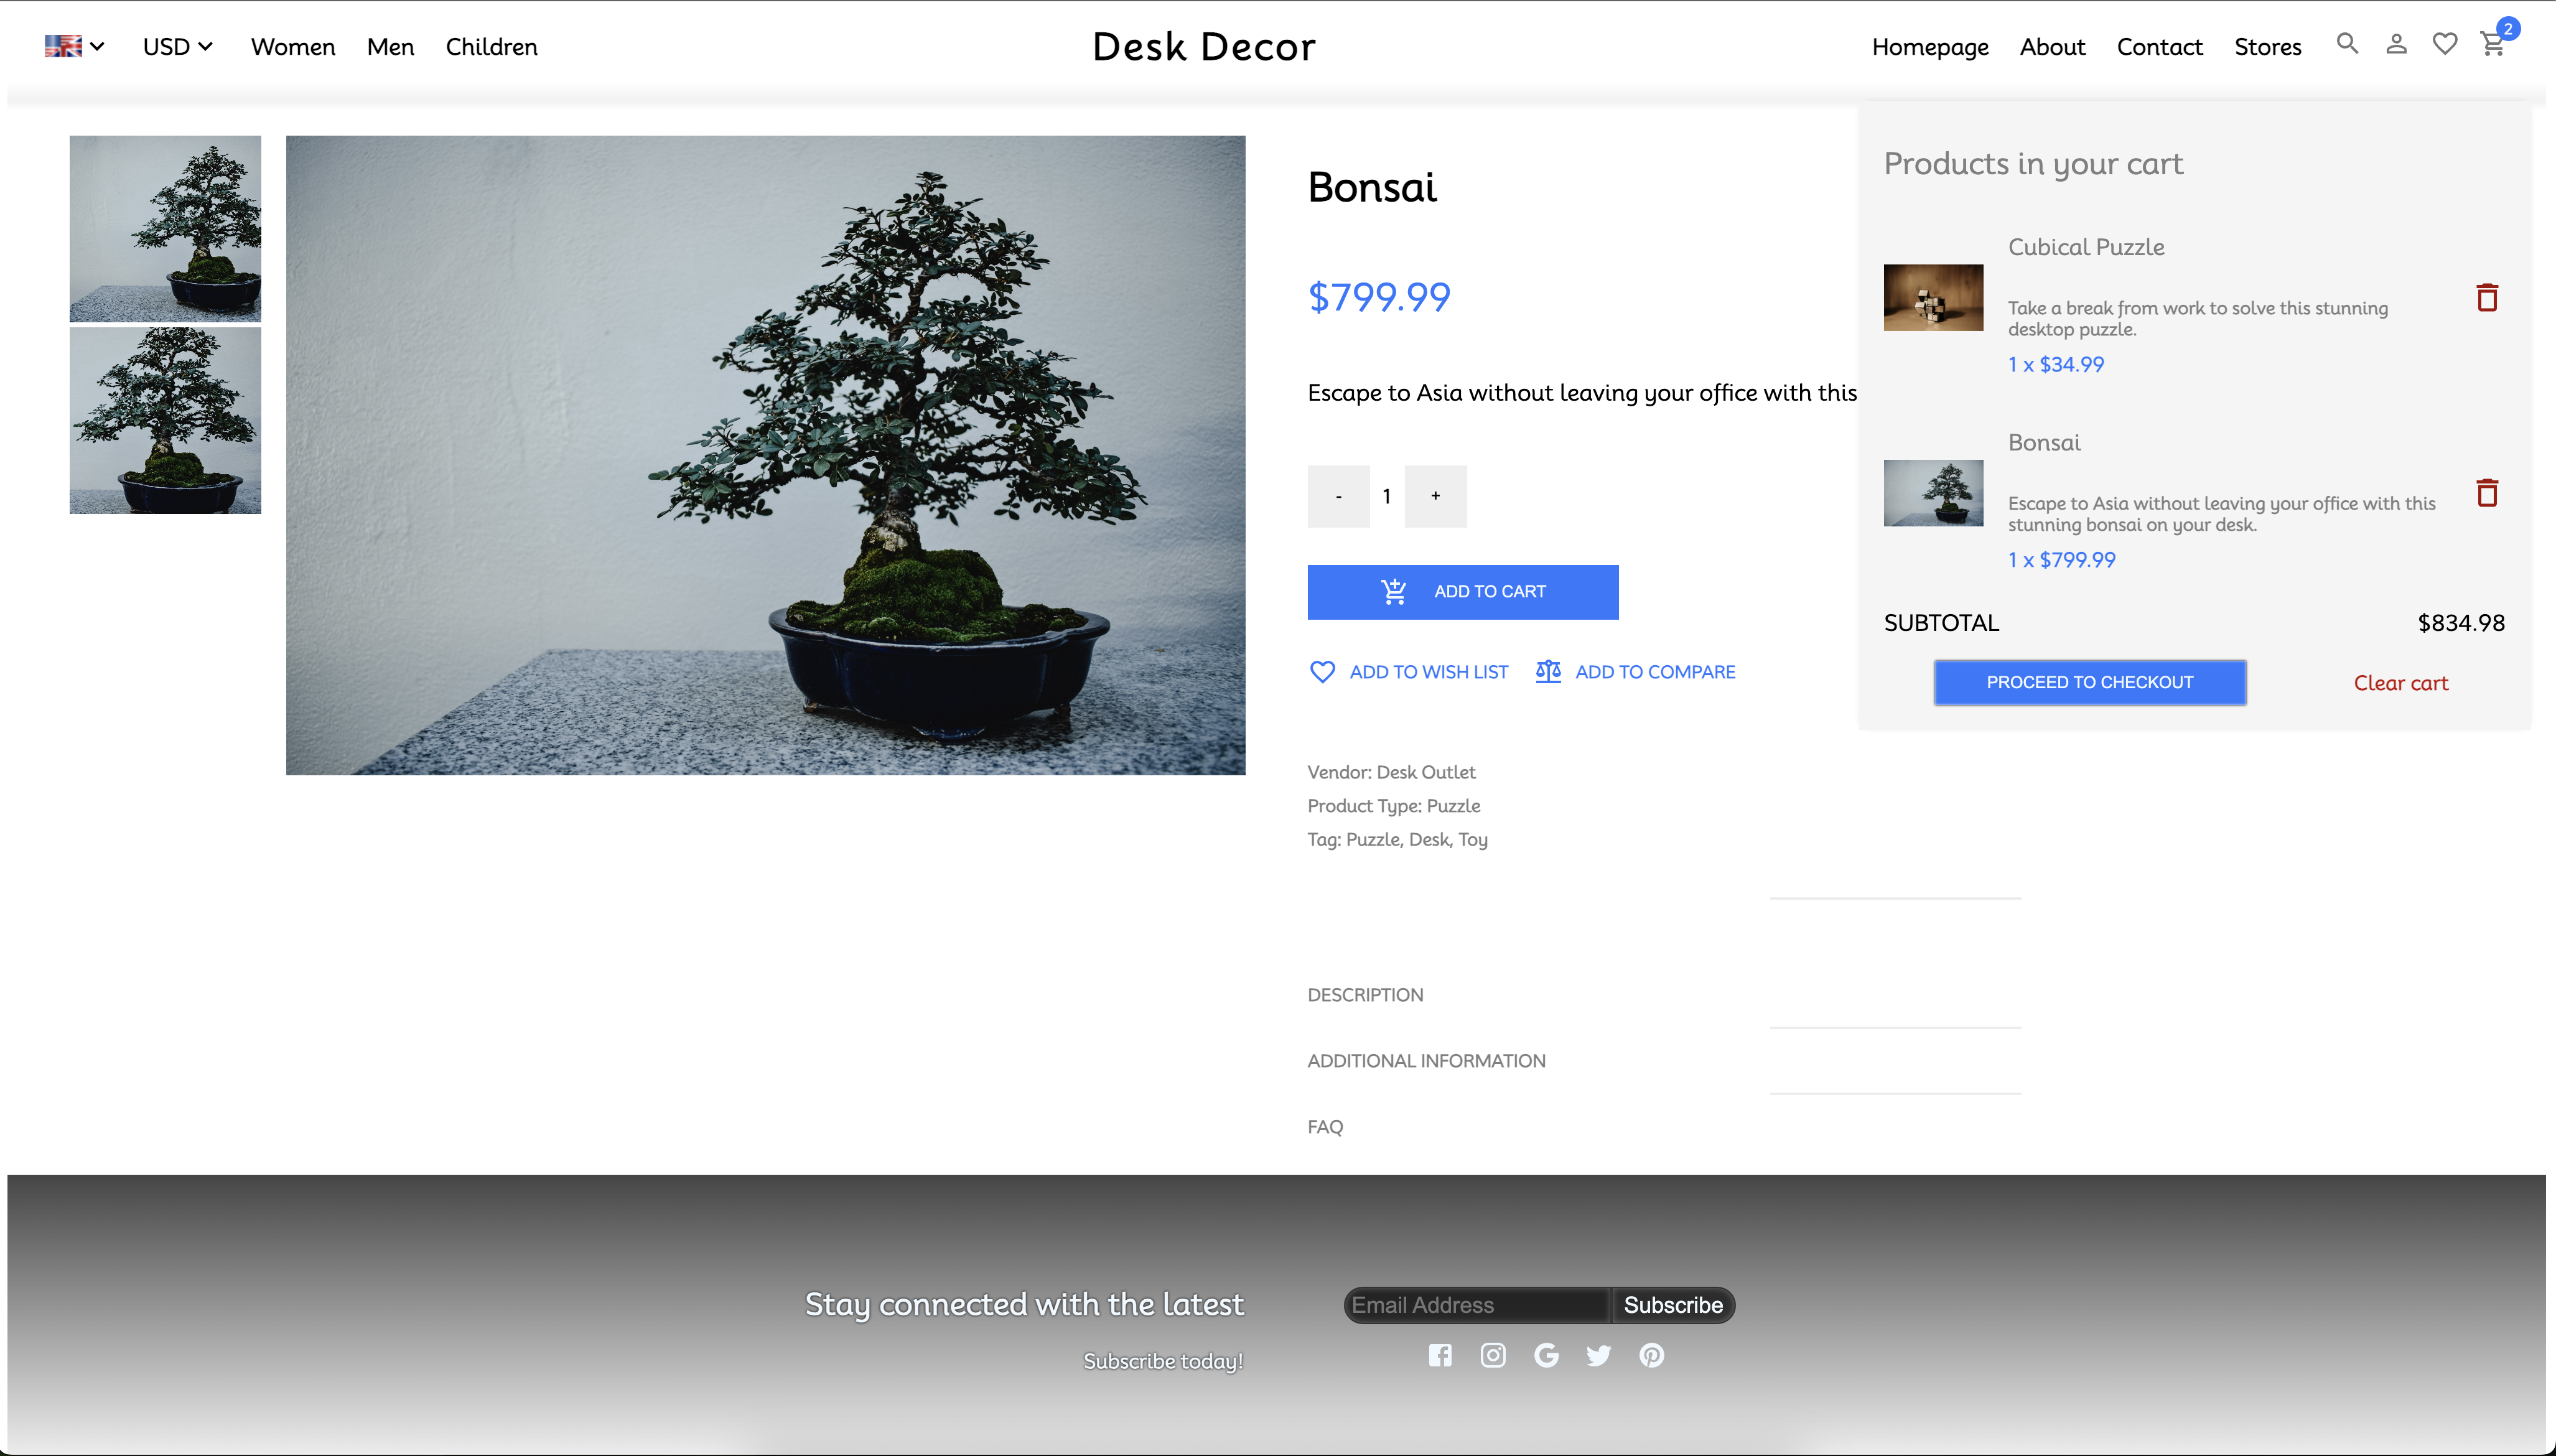 USD Women Men Children
Desk Decor
Homepage About Contact Stores
2
Bonsai
$799.99
Escape to Asia without leaving your office with this
- 1 +
ADD TO CART
ADD TO WISH LIST ADD TO COMPARE
Vendor: Desk Outlet
Product Type: Puzzle
Tag: Puzzle, Desk, Toy
DESCRIPTION
ADDITIONAL INFORMATION
FAQ
Products in your cart
Cubical Puzzle
Take a break from work to solve this stunning
desktop puzzle.
1 x $34.99
Bonsai
Escape to Asia without leaving your office with this
stunning bonsai on your desk.
1 x $799.99
SUBTOTAL $834.98
PROCEED TO CHECKOUT Clear cart
Stay connected with the latest
Subscribe today!
Email Address Subscribe